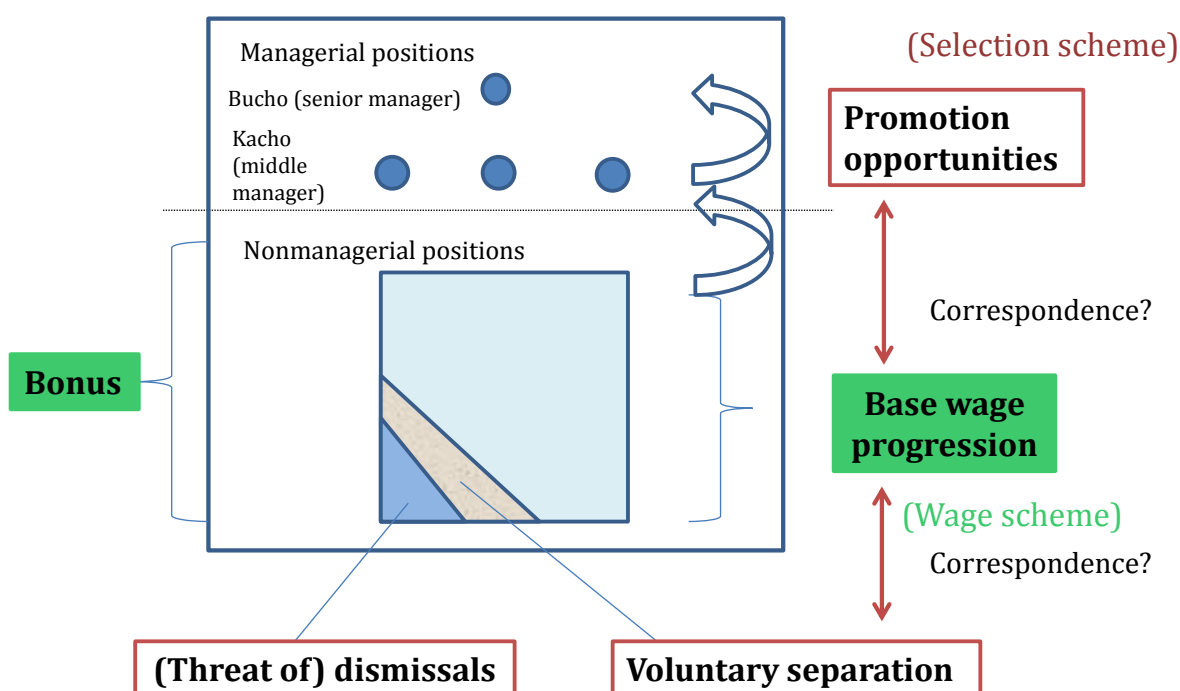 Managerial positions
(Selection scheme)
Bucho (senior manager)
Promotion
opportunities
Kacho
(middle
manager)
Nonmanagerial positions
Correspondence?
Bonus
Base wage
progression
(Wage scheme)
Correspondence?
(Threat of) dismissals
Voluntary separation